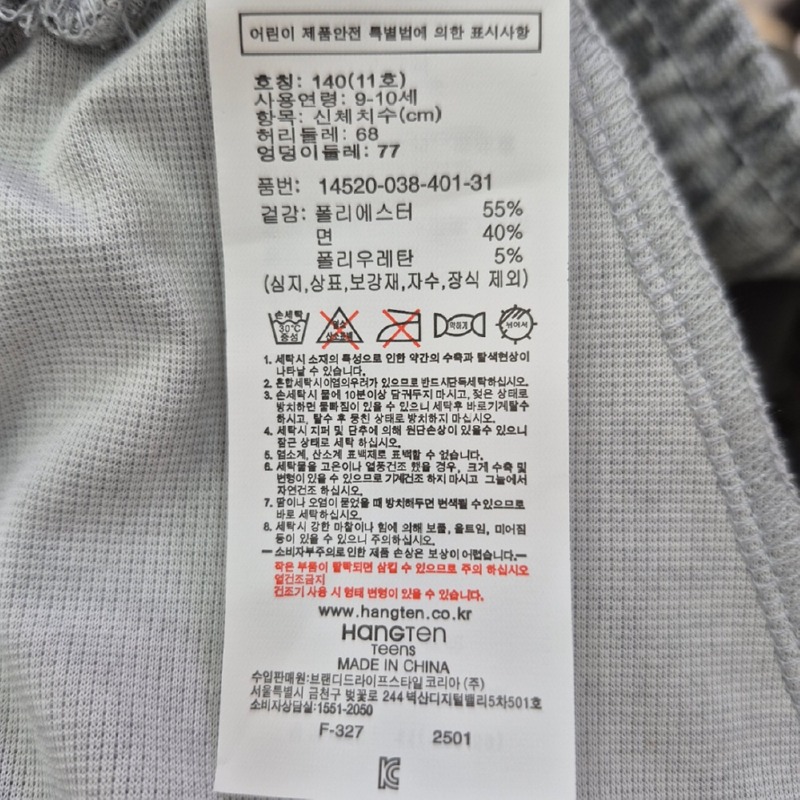 어린이 제품안전 특별법에 의한 표시사항
호칭: 140(11호)
사용연령: 9-10세
항목: 신체치수(cm)
허리둘레: 68
엉덩이둘레: 77
품번: 14520-038-401-31
겉감: 폴리에스터 55%
면 40%
폴리우레탄 5%
(심지,상표,보강재,자수,장식 제외)
손세탁 30℃ 중성 염소 산소표백 약하게 뉘어서
1. 세탁시 소재의 특성으로 인한 약간의 수축과 탈색현상이
나타날 수 있습니다.
2. 혼합세탁시이염의우려가 있으므로 반드시단독세탁하십시오.
3. 손세탁시 물에 10분이상 담궈두지 마시고, 젖은 상태로
방치하면 물빠짐이 있을 수 있으니 세탁후 바로기계탈수
하시고, 탈수 후 뭉친 상태로 방치하지 마십시오.
4. 세탁시 지퍼 및 단추에 의해 원단손상이 있을수 있으니
잠근 상태로 세탁 하십시오.
5. 염소계, 산소계 표백제로 표백할 수 없습니다.
6. 세탁물을 고온이나 열풍건조 했을 경우, 크게 수축 및
변형이 있을 수 있으므로 기계건조 하지 마시고 그늘에서
자연건조 하십시오.
7. 땀이나 오염이 묻었을 때 방치해두면 변색될 수 있으므로
바로 세탁하십시오.
8. 세탁시 강한 마찰이나 힘에 의해 보풀, 올트임, 미어짐
등이 있을 수 있으니 주의하십시오.
ー소비자부주의로인한 제품 손상은 보상이 어렵습니다.ー
작은 부품이 탈락되면 삼킬 수 있으므로 주의 하십시오
열건조금지
건조기 사용 시 형태 변형이 있을 수 있습니다.
www.hangten.co.kr
HANGTEN
TEENS
MADE IN CHINA
수입판매원:브랜디드라이프스타일 코리아 (주)
서울특별시 금천구 벚꽃로 244 벽산디지털밸리5차501호
소비자상담실:1551-2050
F-327 2501
KC